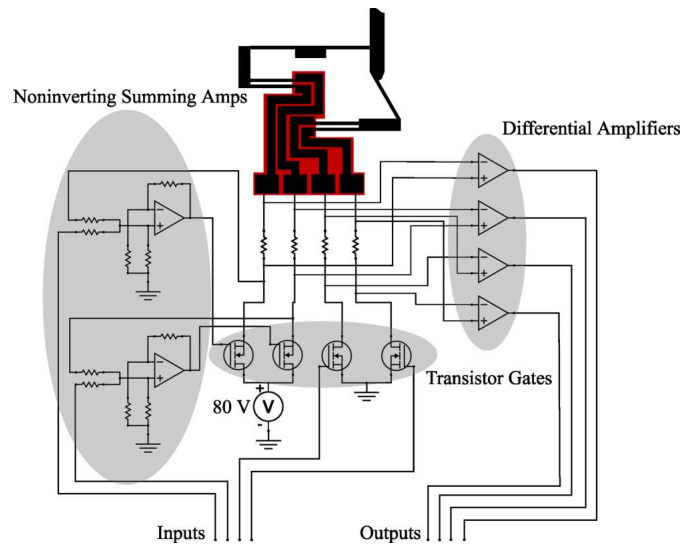 Noninverting Summing Amps
Differential Amplifiers
−
+
−
+
−
+
−
+
−
+
−
+
Transistor Gates
+
80 V
V
-
Inputs
Outputs